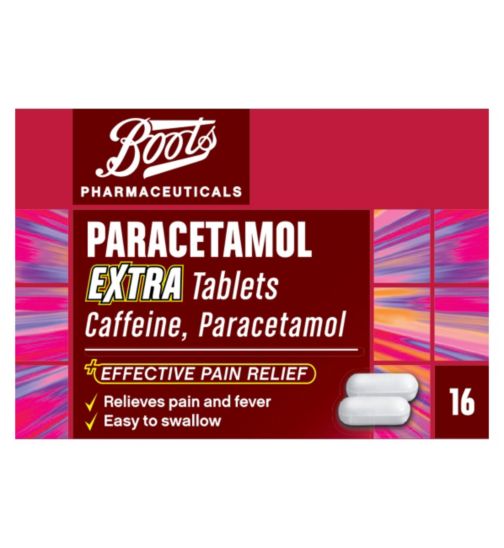 Boots
PHARMACEUTICALS
PARACETAMOL
EXTRA Tablets
Caffeine, Paracetamol
+EFFECTIVE PAIN RELIEF
✓ Relieves pain and fever
✓ Easy to swallow
16